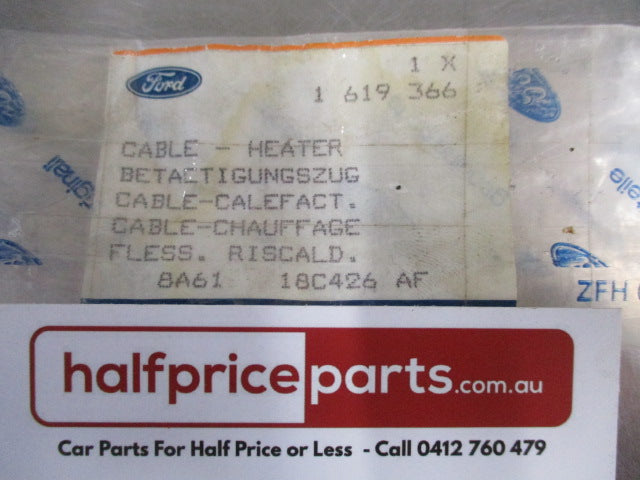 1 X
Ford
1 619 366
CABLE - HEATER
BETAETIGUNGSZUG
CABLE-CALEFACT.
CABLE-CHAUFFAGE
FLESS. RISCALD.
8A61 18C426 AF
ZFH
halfpriceparts.com.au
Car Parts For Half Price or Less - Call 0412 760 479